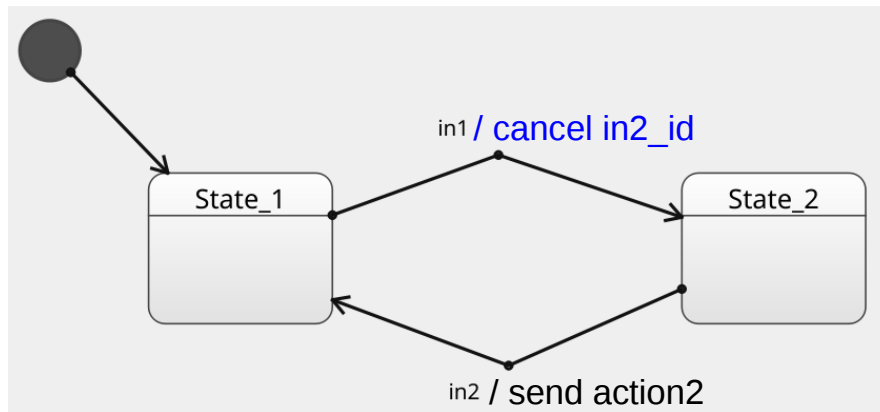 in1 / cancel in2_id
State_1
State_2
in2 / send action2